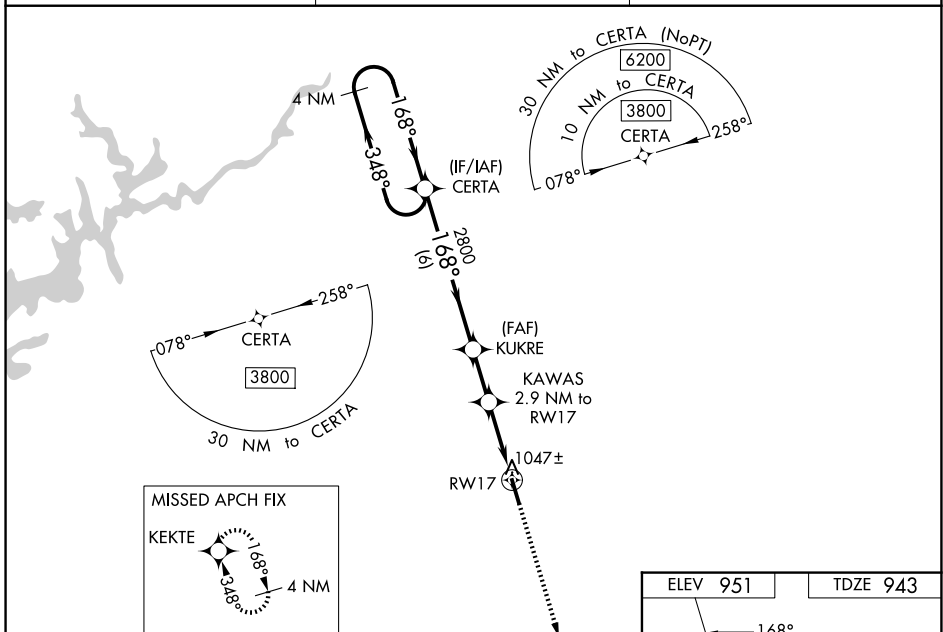 30 NM to CERTA (NoPT)
6200
10 NM to CERTA
3800
CERTA
258°
078°
4 NM
168°
348°
(IF/IAF)
CERTA
2800
168°
(6)
258°
078°
CERTA
3800
30 NM to CERTA
(FAF)
KUKRE
KAWAS
2.9 NM to
RW17
1047±
RW17
MISSED APCH FIX
KEKTE
168°
348°
4 NM
ELEV 951
TDZE 943
168°